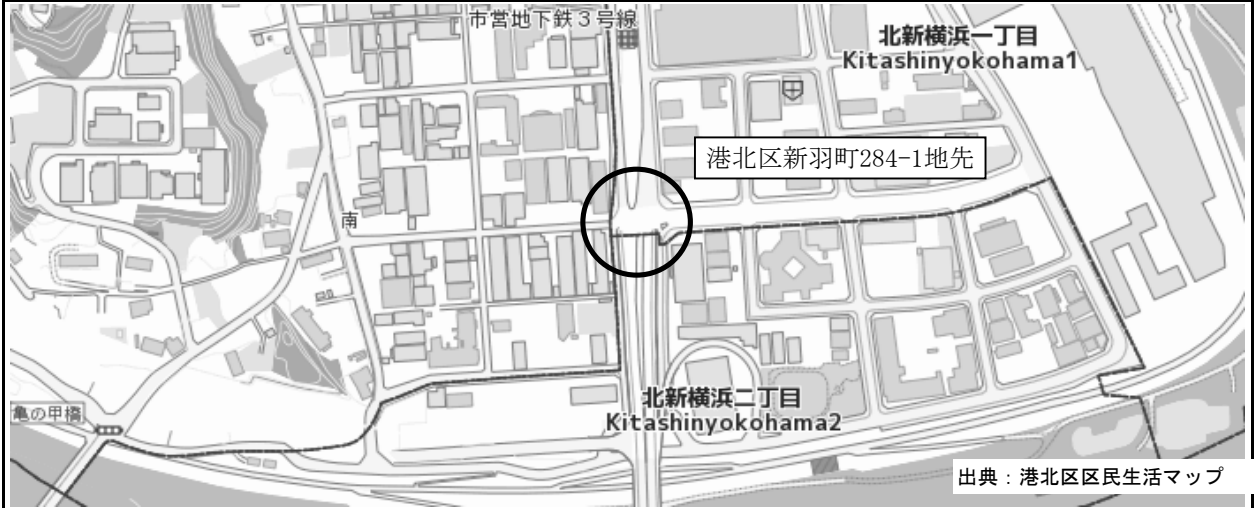 市営地下鉄３号線
北新横浜一丁目
Kitashinyokohama1
港北区新羽町284-1地先
南
北新横浜二丁目
Kitashinyokohama2
亀の甲橋
出典：港北区区民生活マップ